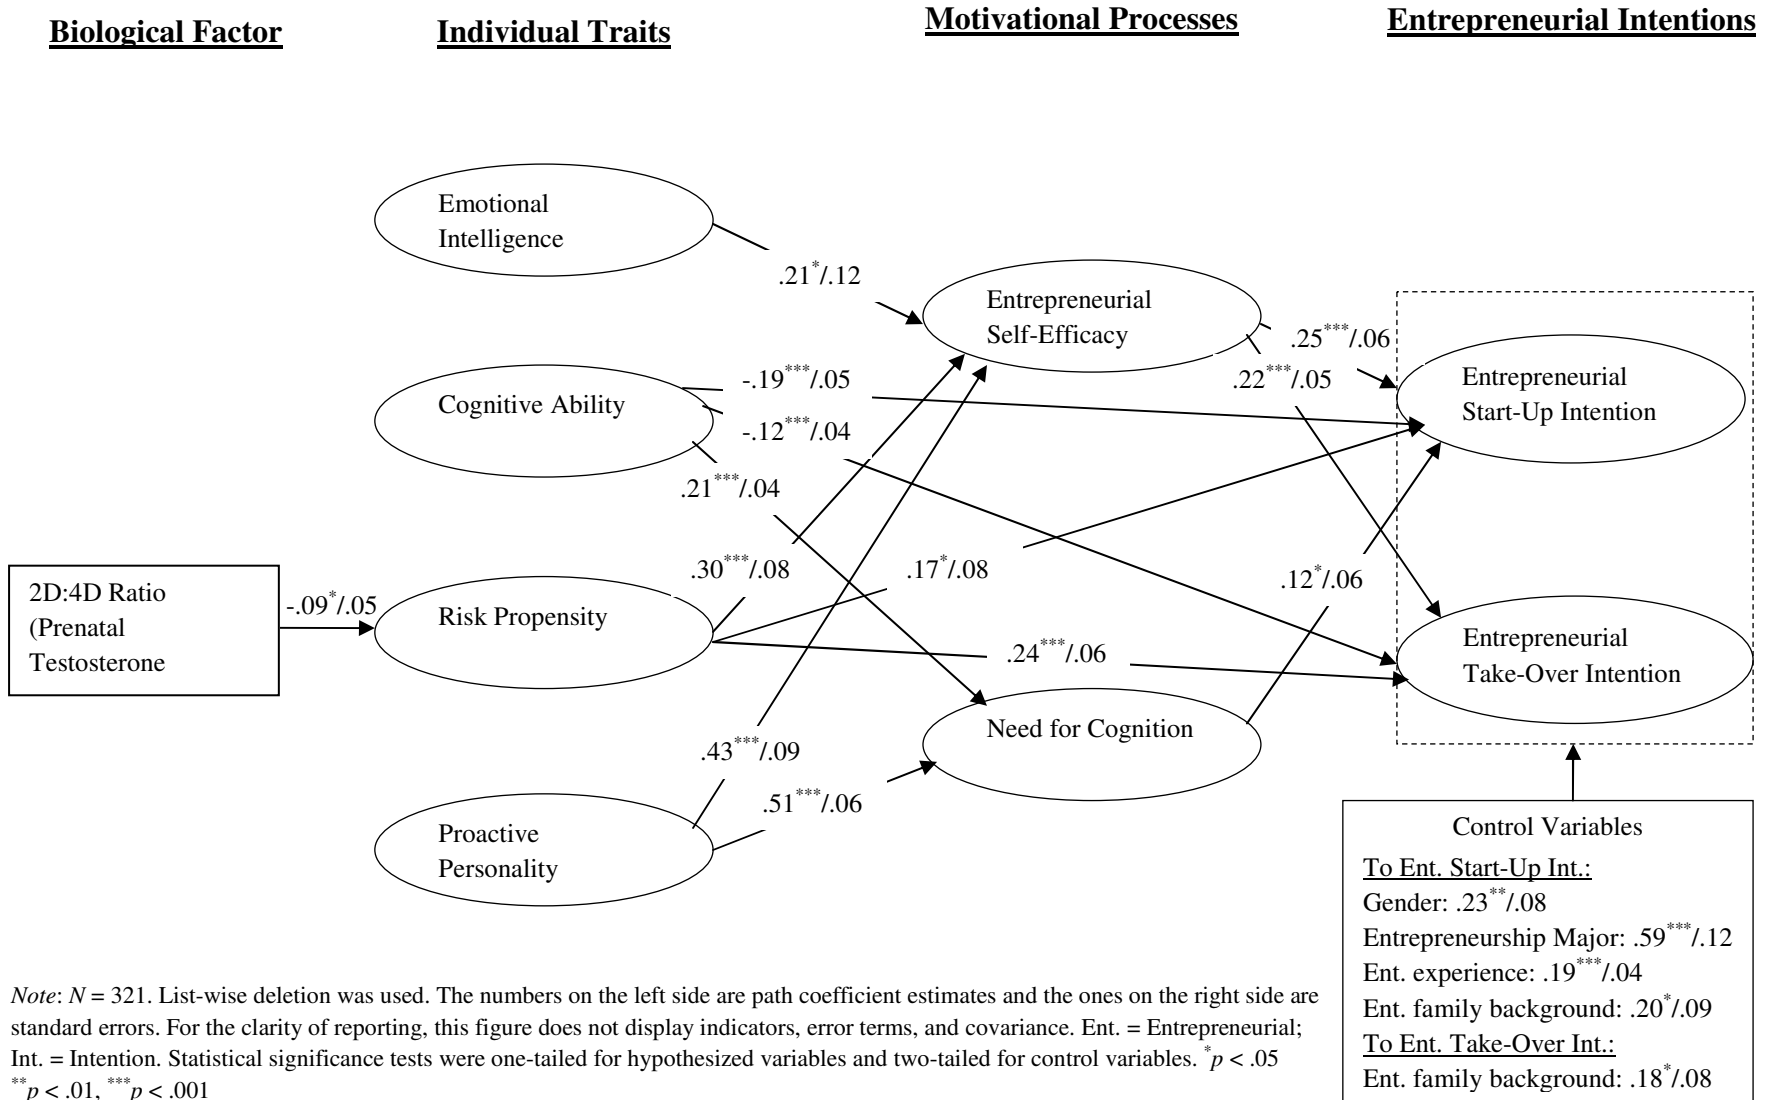 Biological Factor
Individual Traits
Motivational Processes
Entrepreneurial Intentions
Emotional
Intelligence
.21*/.12
Entrepreneurial
Self-Efficacy
.25***/.06
.22***/.05
Cognitive Ability
-.19***/.05
-.12***/.04
.21***/.04
Entrepreneurial
Start-Up Intention
2D:4D Ratio
(Prenatal
Testosterone
-.09*/.05
Risk Propensity
.30***/.08
.17*/.08
.24***/.06
.12*/.06
Entrepreneurial
Take-Over Intention
Need for Cognition
.43***/.09
.51***/.06
Proactive
Personality
Control Variables
To Ent. Start-Up Int.:
Gender: .23**/.08
Entrepreneurship Major: .59***/.12
Ent. experience: .19***/.04
Ent. family background: .20*/.09
To Ent. Take-Over Int.:
Ent. family background: .18*/.08
Note: N = 321. List-wise deletion was used. The numbers on the left side are path coefficient estimates and the ones on the right side are
standard errors. For the clarity of reporting, this figure does not display indicators, error terms, and covariance. Ent. = Entrepreneurial;
Int. = Intention. Statistical significance tests were one-tailed for hypothesized variables and two-tailed for control variables. *p < .05
**p < .01, ***p < .001